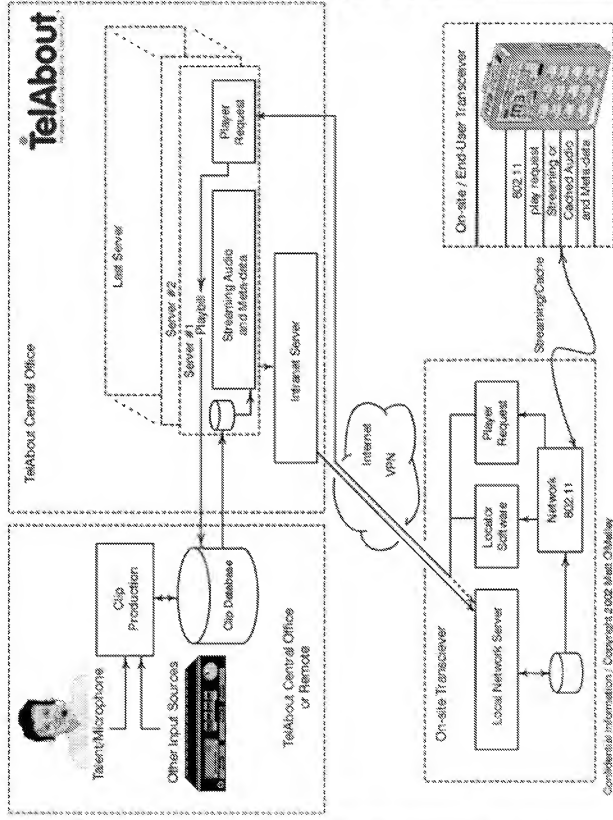 TelAbout
TelAbout Central Office
Last Server
Server #2
Server #1
Playbill
Player
Request
Streaming Audio
and Meta-data
Intranet Server
Talent/Microphone
Other Input Sources
Clip
Production
Clip Database
TelAbout Central Office
or Remote
Internet
VPN
On-site Transciever
Local Network Server
Locator
Software
Player
Request
Network
802.11
Streaming/Cache
On-site / End-User Transceiver
802.11
play request
Streaming or
Cached Audio
and Meta-data
Confidential Information / Copyright 2002 Matt O'Malley